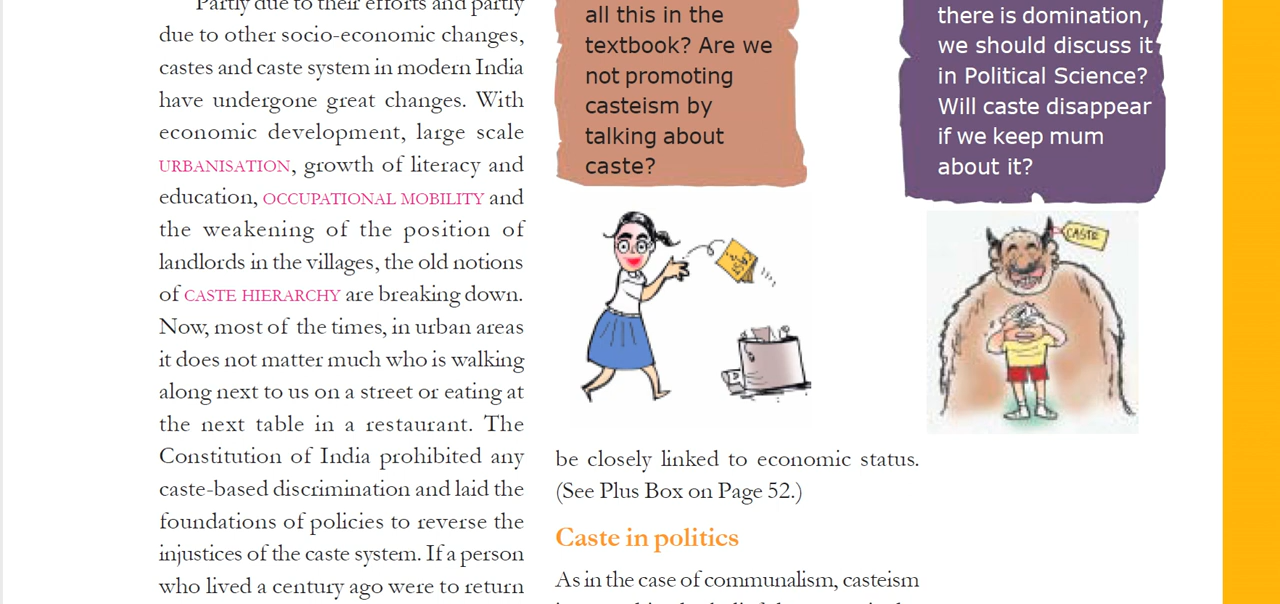 Partly due to their efforts and partly
due to other socio-economic changes,
castes and caste system in modern India
have undergone great changes. With
economic development, large scale
URBANISATION, growth of literacy and
education, OCCUPATIONAL MOBILITY and
the weakening of the position of
landlords in the villages, the old notions
of CASTE HIERARCHY are breaking down.
Now, most of the times, in urban areas
it does not matter much who is walking
along next to us on a street or eating at
the next table in a restaurant. The
Constitution of India prohibited any
caste-based discrimination and laid the
foundations of policies to reverse the
injustices of the caste system. If a person
who lived a century ago were to return
all this in the
textbook? Are we
not promoting
casteism by
talking about
caste?
there is domination,
we should discuss it
in Political Science?
Will caste disappear
if we keep mum
about it?
CASTE
be closely linked to economic status.
(See Plus Box on Page 52.)
Caste in politics
As in the case of communalism, casteism